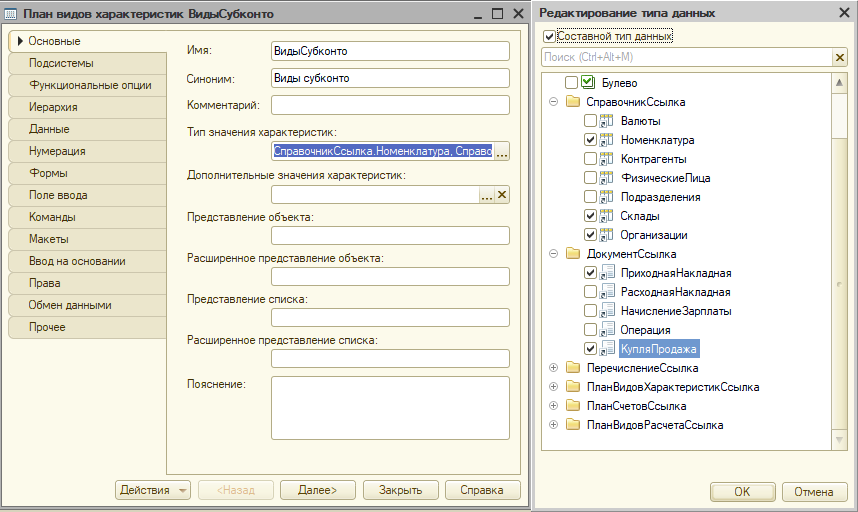 План видов характеристик ВидыСубконто
Основные
Подсистемы
Функциональные опции
Иерархия
Данные
Нумерация
Формы
Поле ввода
Команды
Макеты
Ввод на основании
Права
Обмен данными
Прочее
Имя:
ВидыСубконто
Синоним:
Виды субконто
Комментарий:
Тип значения характеристик:
СправочникСсылка.Номенклатура, Справо
...
Дополнительные значения характеристик:
...
Представление объекта:
Расширенное представление объекта:
Представление списка:
Расширенное представление списка:
Пояснение:
Действия
<Назад
Далее>
Закрыть
Справка
Редактирование типа данных
Составной тип данных
Поиск (Ctrl+Alt+M)
Булево
СправочникСсылка
Валюты
Номенклатура
Контрагенты
ФизическиеЛица
Подразделения
Склады
Организации
ДокументСсылка
ПриходнаяНакладная
РасходнаяНакладная
НачислениеЗарплаты
Операция
КупляПродажа
ПеречислениеСсылка
ПланВидовХарактеристикСсылка
ПланСчетовСсылка
ПланВидовРасчетаСсылка
OK
Отмена